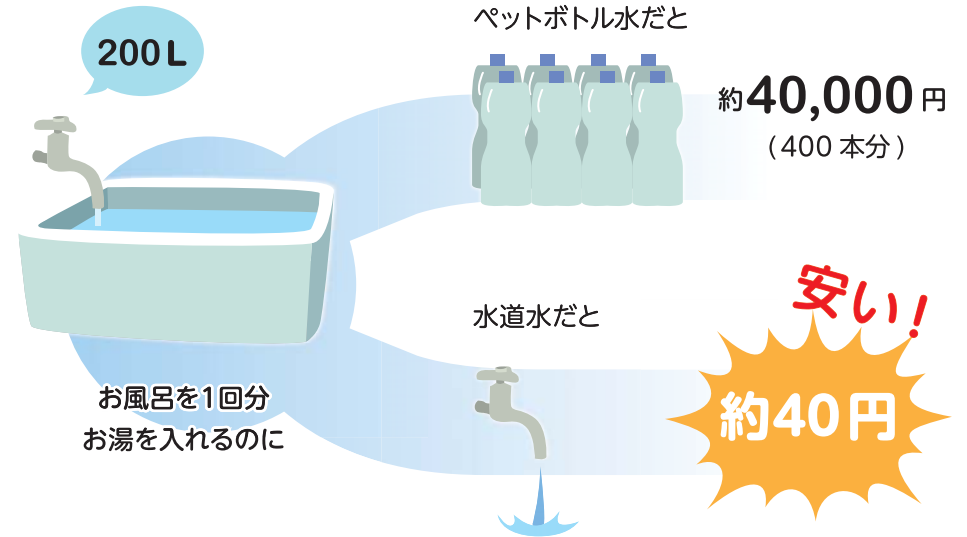 200L
ペットボトル水だと
約40,000円
(400本分)
安い!
水道水だと
約40円
お風呂を1回分
お湯を入れるのに